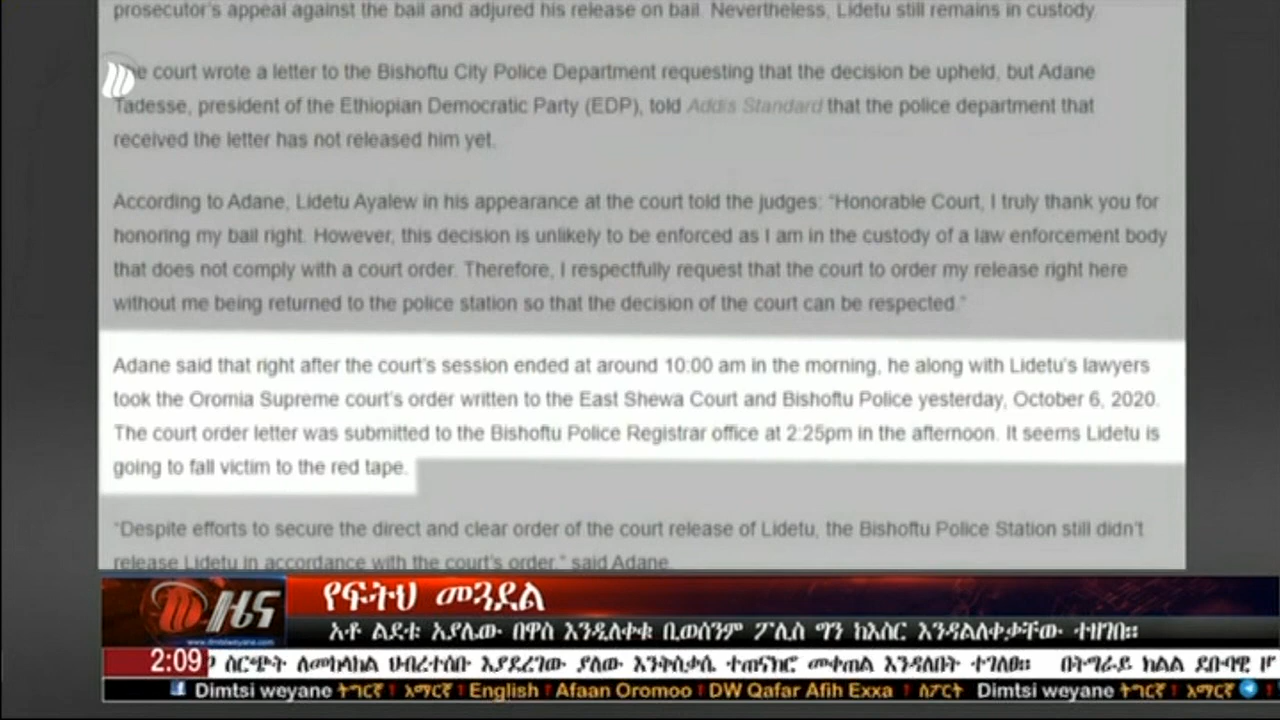 prosecutor's appeal against the bail and adjured his release on bail. Nevertheless, Lidetu still remains in custody.
e court wrote a letter to the Bishoftu City Police Department requesting that the decision be upheld, but Adane
Tadesse, president of the Ethiopian Democratic Party (EDP), told Addis Standard that the police department that
received the letter has not released him yet.
According to Adane, Lidetu Ayalew in his appearance at the court told the judges: “Honorable Court, I truly thank you for
honoring my bail right. However, this decision is unlikely to be enforced as I am in the custody of a law enforcement body
that does not comply with a court order. Therefore, I respectfully request that the court to order my release right here
without me being returned to the police station so that the decision of the court can be respected.”
Adane said that right after the court's session ended at around 10:00 am in the morning, he along with Lidetu's lawyers
took the Oromia Supreme court's order written to the East Shewa Court and Bishoftu Police yesterday, October 6, 2020.
The court order letter was submitted to the Bishoftu Police Registrar office at 2:25pm in the afternoon. It seems Lidetu is
going to fall victim to the red tape.
“Despite efforts to secure the direct and clear order of the court release of Lidetu, the Bishoftu Police Station still didn't
release Lidetu in accordance with the court's order,” said Adane.
ዜና
www.dimtsiweyane.com
የፍትህ መጓደል
አቶ ልደቱ አያሌው በዋስ እንዲለቀቁ ቢወሰንም ፖሊስ ግን ከእስር እንዳልለቀቃቸው ተዘገበ።
2:09 ስርጭት ለመከላከል ህብረተሰቡ እያደረገው ያለው እንቅስቃሴ ተጠናክሮ መቀጠል እንዳለበት ተገለፀ። በትግራይ ክልል ደቡባዊ
Dimtsi weyane ትግርኛ ! አማርኛ ! English ! Afaan Oromoo ! DW Qafar Afih Exxa ! ስፖርት Dimtsi weyane ትግርኛ ! አማርኛ !